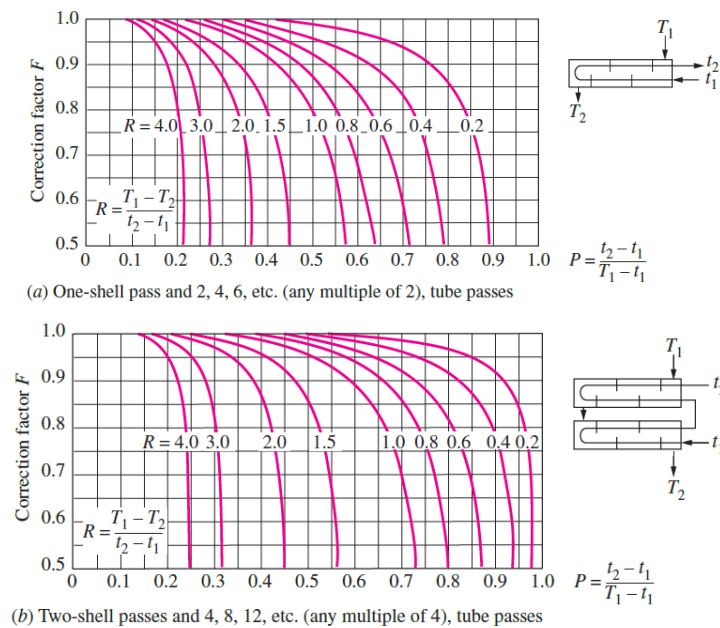 1.0
T₁
0.9
t₂
t₁
Correction factor F
0.8
T₂
R = 4.0 3.0 2.0 1.5 1.0 0.8 0.6 0.4 0.2
0.7
0.6
R = T₁ − T₂ / t₂ − t₁
0.5
0 0.1 0.2 0.3 0.4 0.5 0.6 0.7 0.8 0.9 1.0
P = t₂ − t₁ / T₁ − t₁
(a) One-shell pass and 2, 4, 6, etc. (any multiple of 2), tube passes
1.0
T₁
0.9
t
Correction factor F
0.8
R = 4.0 3.0 2.0 1.5 1.0 0.8 0.6 0.4 0.2
t
0.7
T₂
0.6
R = T₁ − T₂ / t₂ − t₁
0.5
0 0.1 0.2 0.3 0.4 0.5 0.6 0.7 0.8 0.9 1.0
P = t₂ − t₁ / T₁ − t₁
(b) Two-shell passes and 4, 8, 12, etc. (any multiple of 4), tube passes